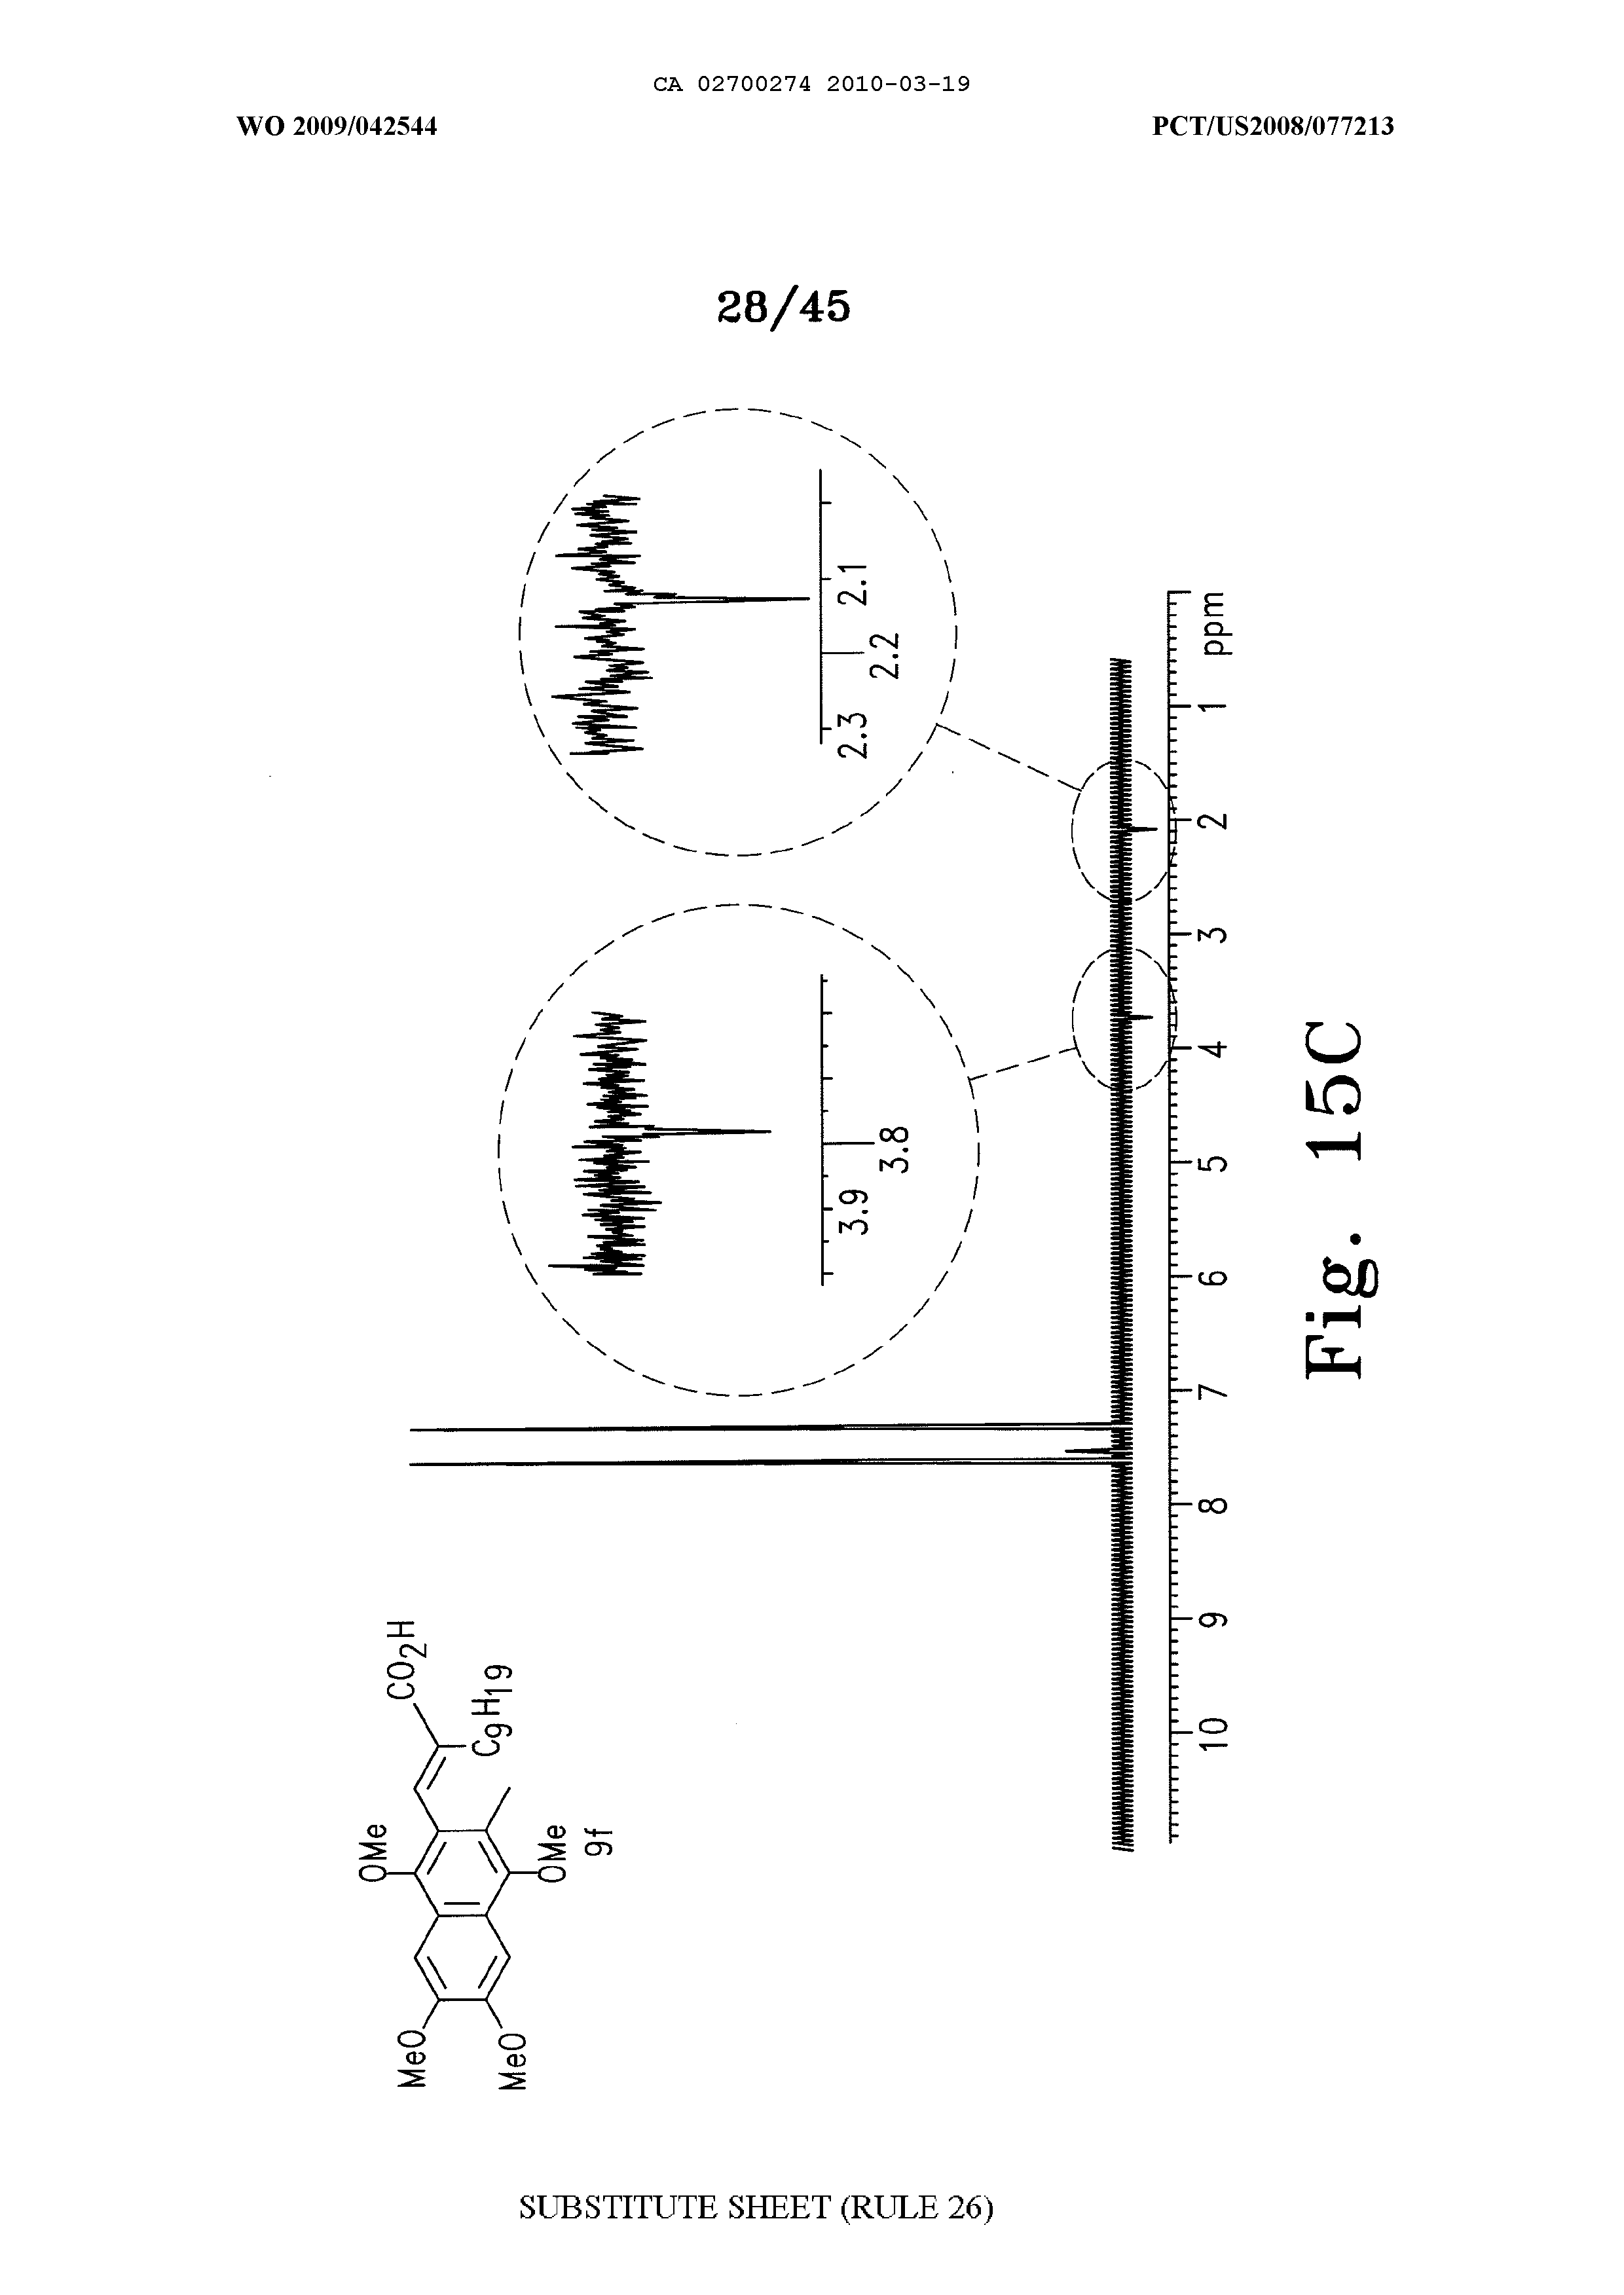 CA 02700274 2010-03-19
WO 2009/042544
PCT/US2008/077213
28/45
2.3
2.2
2.1
3.9
3.8
OMe
CO2H
C9H19
MeO
MeO
OMe
9f
10 9 8 7 6 5 4 3 2 1 ppm
Fig. 15C
SUBSTITUTE SHEET (RULE 26)